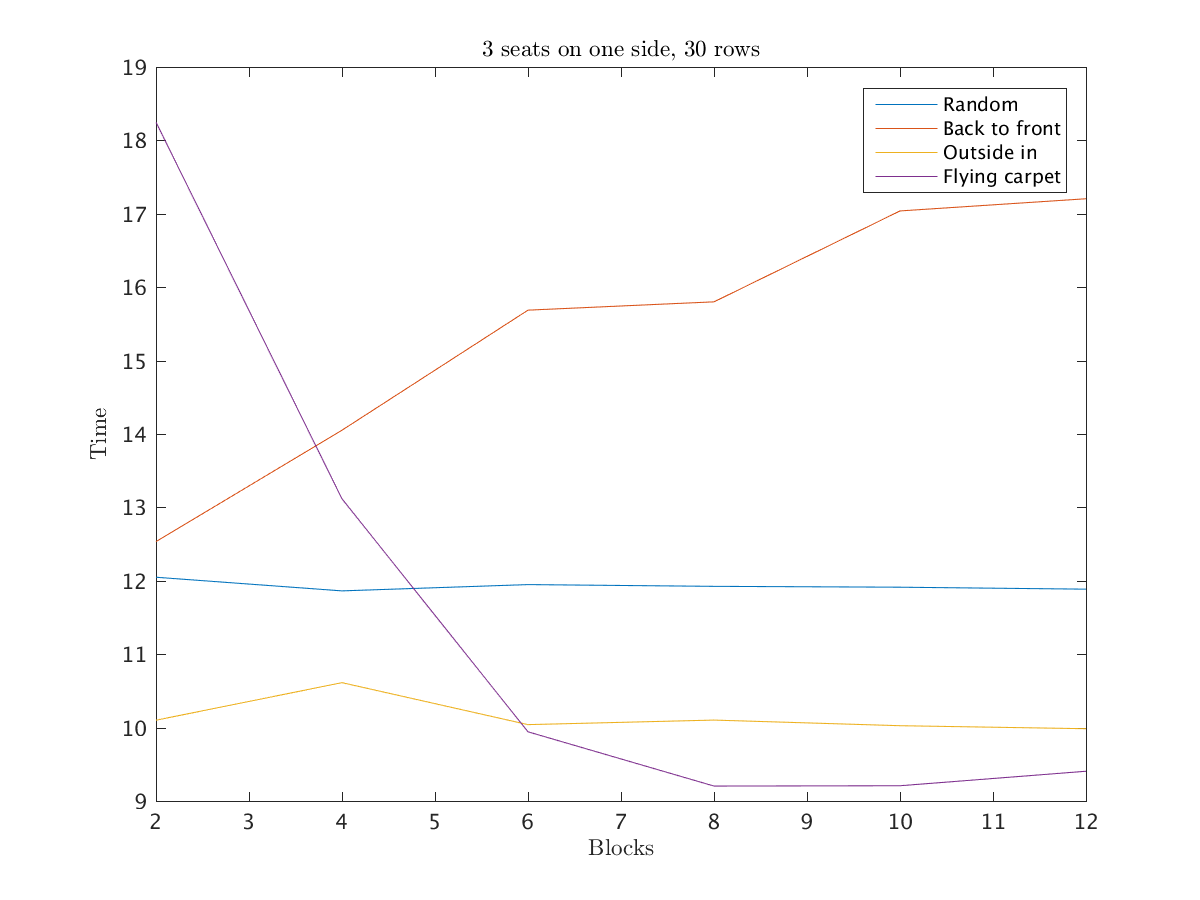 3 seats on one side, 30 rows
19
18
17
16
15
14
13
12
11
10
9
Time
Random
Back to front
Outside in
Flying carpet
2 3 4 5 6 7 8 9 10 11 12
Blocks